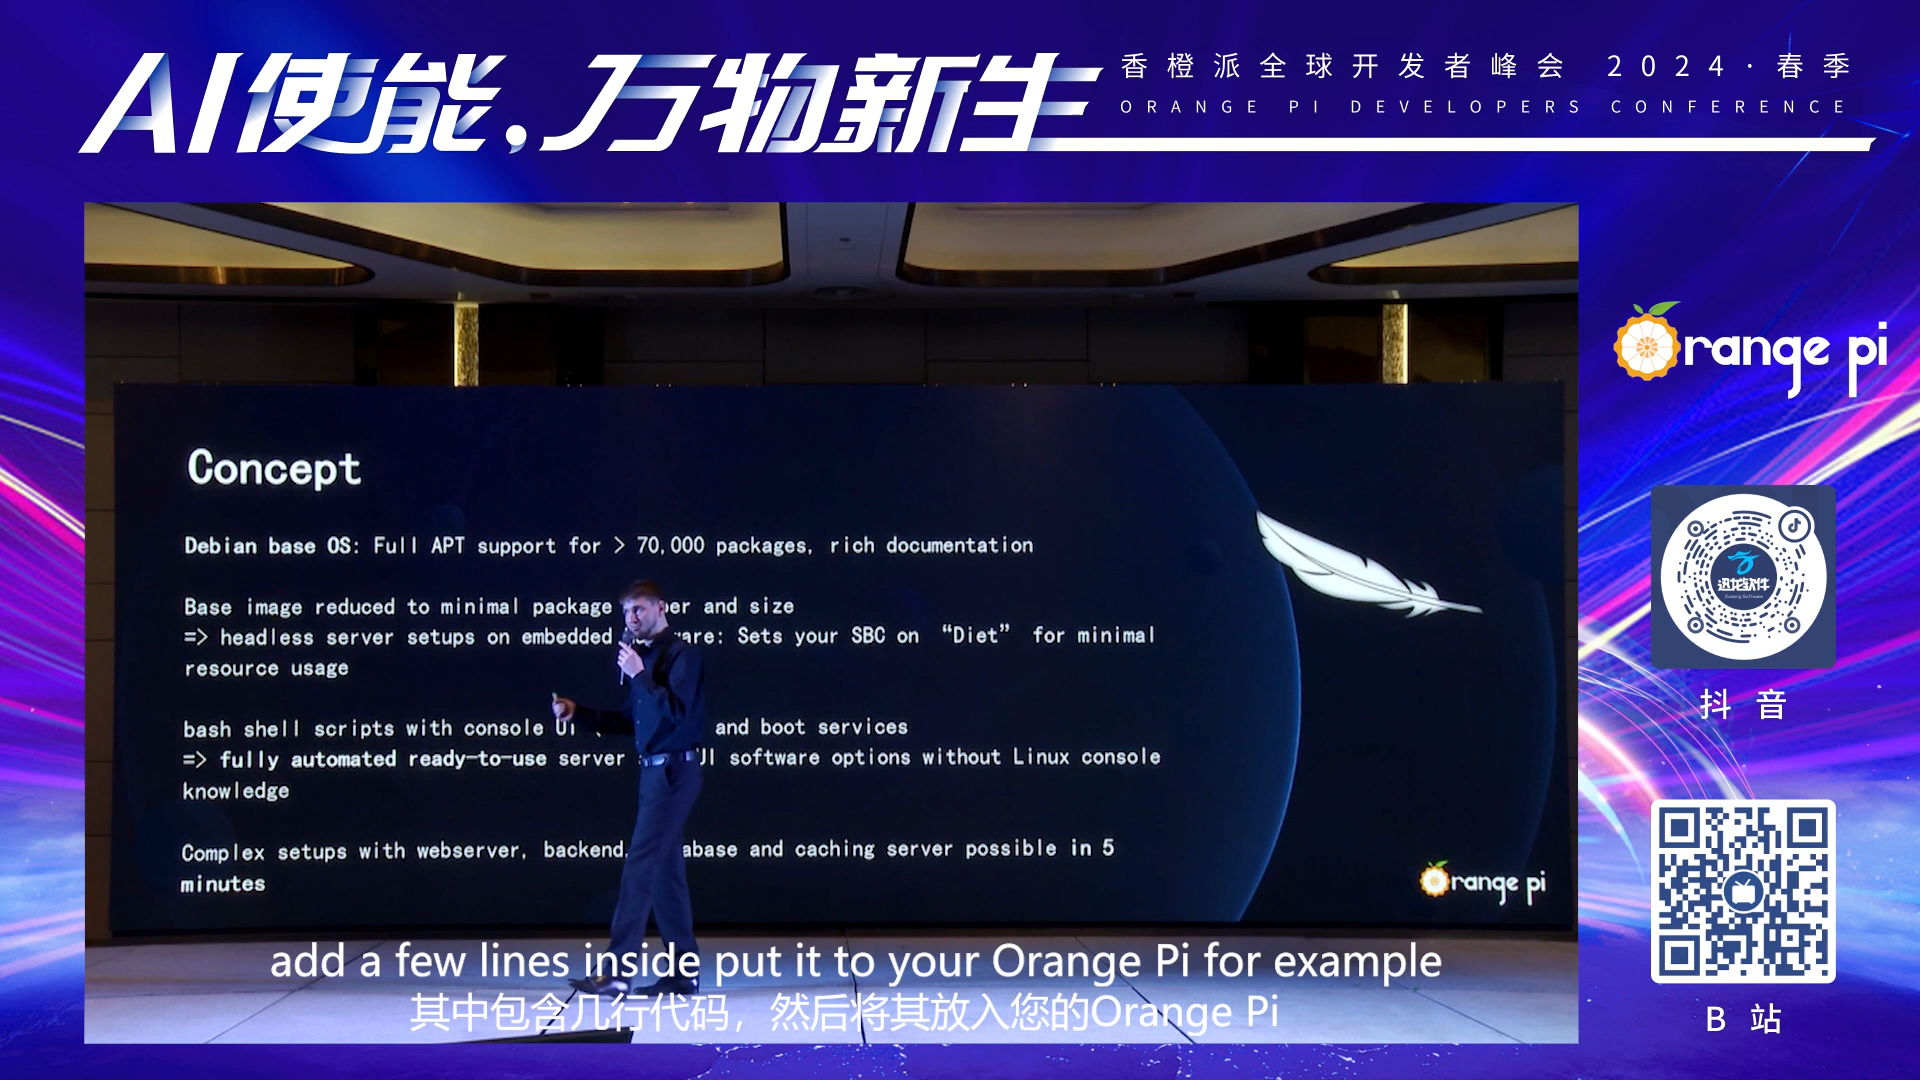 AI使能,万物新生
香橙派全球开发者峰会 2024·春季
ORANGE PI DEVELOPERS CONFERENCE
Orange pi
Concept
Debian base OS: Full APT support for > 70,000 packages, rich documentation
Base image reduced to minimal package and size
=> headless server setups on embedded Sets your SBC on “Diet” for minimal
resource usage
bash shell scripts with console UI and boot services
=> fully automated ready-to-use server software options without Linux console
knowledge
Complex setups with webserver, backend, and caching server possible in 5
minutes
Orange pi
add a few lines inside put it to your Orange Pi for example
其中包含几行代码，然后将其放入您的Orange Pi
迅龙软件
Xunlong Software
抖音
B站